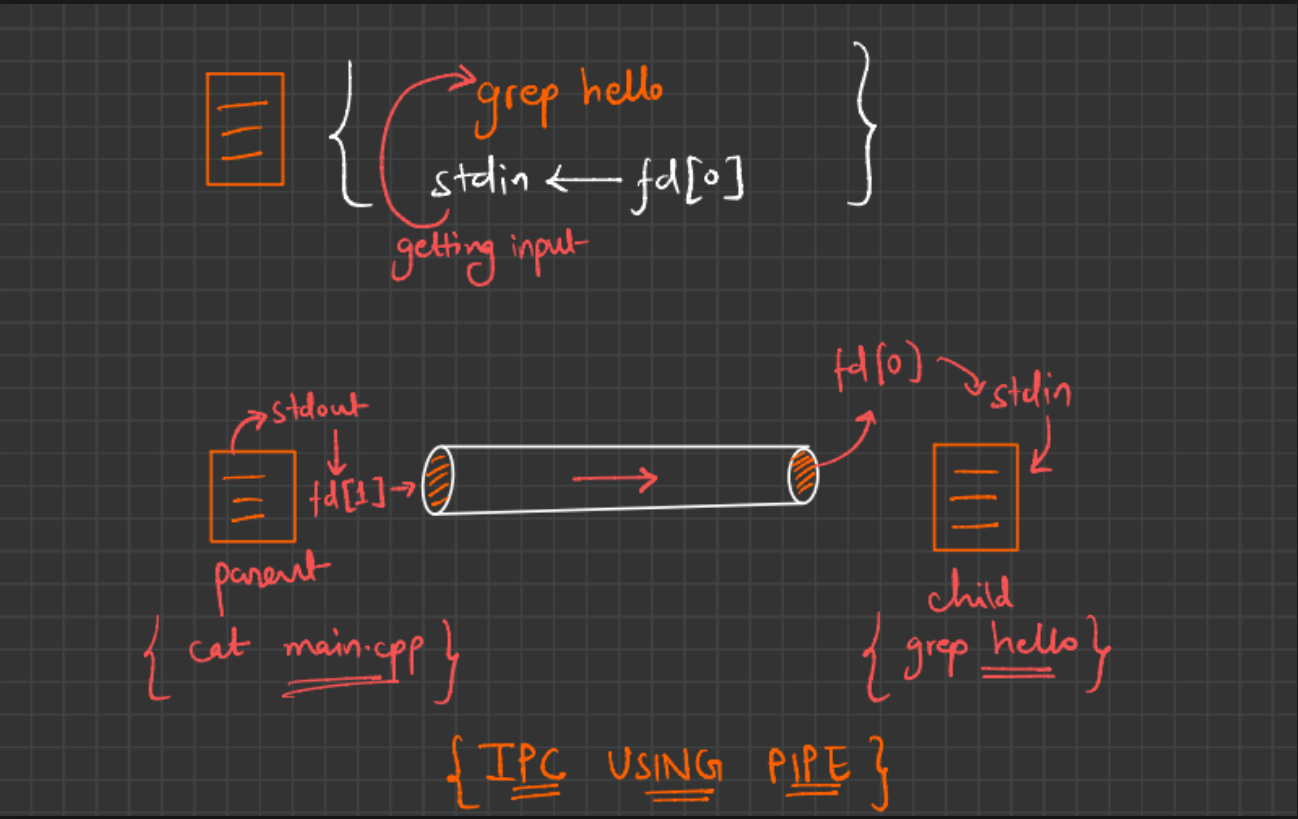 grep hello
stdin ← fd[0]
getting input
fd[0]
stdin
stdout
fd[1]
parent
child
{ cat main.cpp }
{ grep hello }
{ IPC USING PIPE }